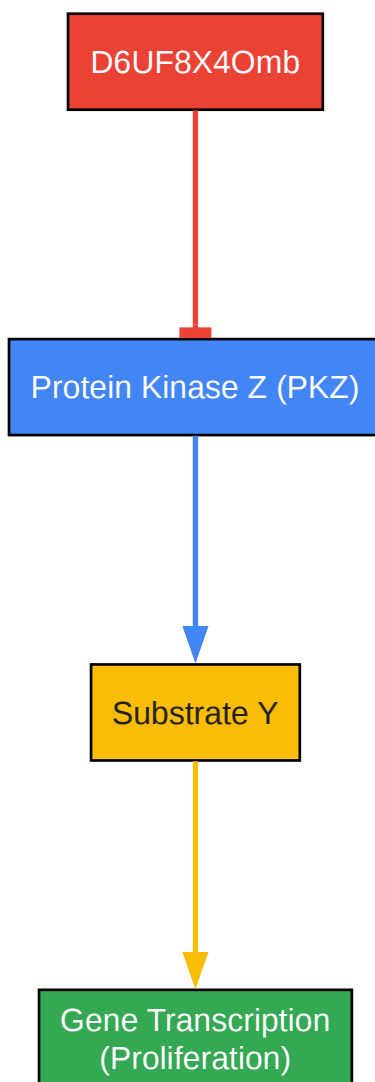 D6UF8X4Omb
Protein Kinase Z (PKZ)
Substrate Y
Gene Transcription
(Proliferation)